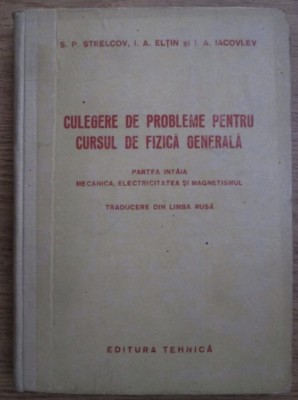 S. P. STRELCOV, I. A. ELȚIN și I. A. IACOVLEV
CULEGERE DE PROBLEME PENTRU
CURSUL DE FIZICĂ GENERALĂ
PARTEA INTÂIA
MECANICA, ELECTRICITATEA ȘI MAGNETISMUL
TRADUCERE DIN LIMBA RUSĂ
EDITURA TEHNICĂ